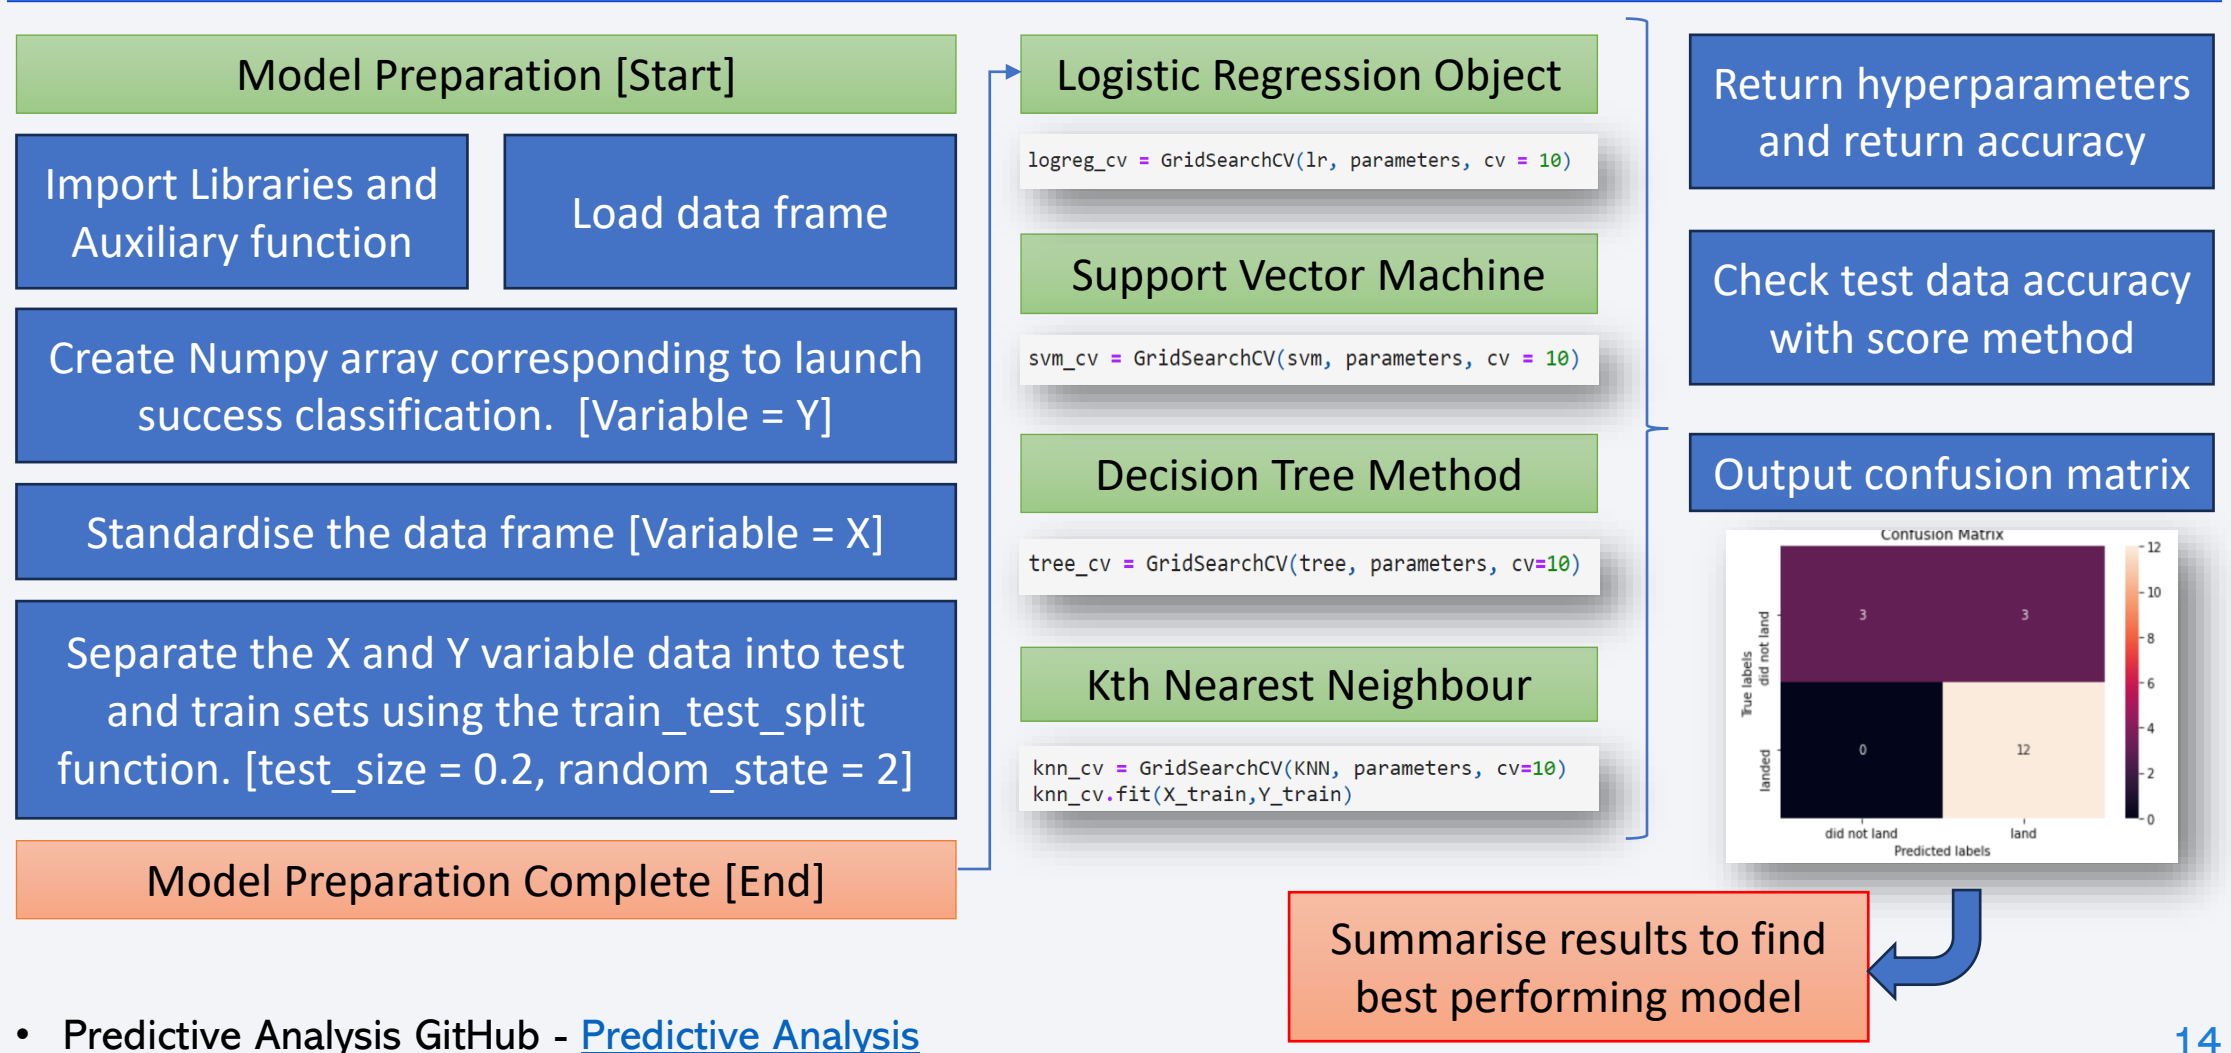 Model Preparation [Start]
Import Libraries and
Auxiliary function
Load data frame
Create Numpy array corresponding to launch
success classification.  [Variable = Y]
Standardise the data frame [Variable = X]
Separate the X and Y variable data into test
and train sets using the train_test_split
function. [test_size = 0.2, random_state = 2]
Model Preparation Complete [End]
Logistic Regression Object
logreg_cv = GridSearchCV(lr, parameters, cv = 10)
Support Vector Machine
svm_cv = GridSearchCV(svm, parameters, cv = 10)
Decision Tree Method
tree_cv = GridSearchCV(tree, parameters, cv=10)
Kth Nearest Neighbour
knn_cv = GridSearchCV(KNN, parameters, cv=10)
knn_cv.fit(X_train,Y_train)
Return hyperparameters
and return accuracy
Check test data accuracy
with score method
Output confusion matrix
Confusion Matrix
True labels
did not land
landed
3
3
0
12
did not land
land
Predicted labels
12
10
8
6
4
2
0
Summarise results to find
best performing model
• Predictive Analysis GitHub - Predictive Analysis
14